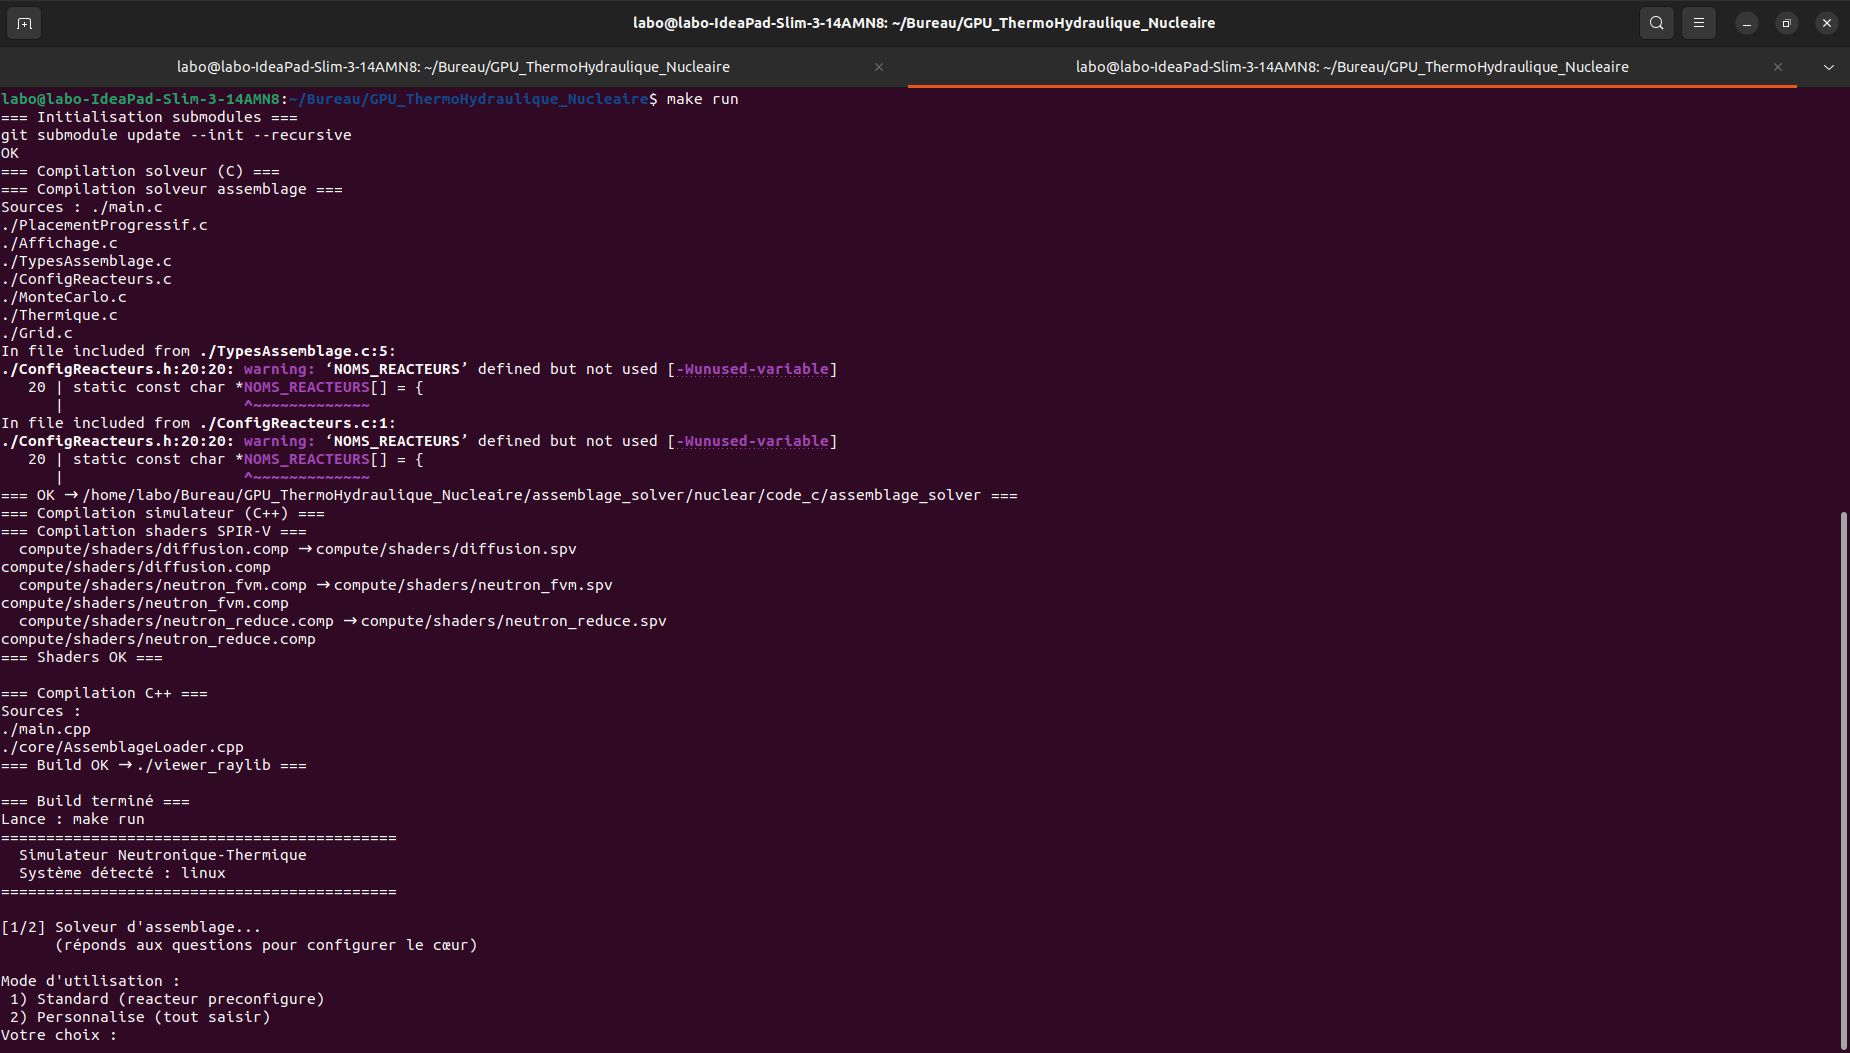 labo@labo-IdeaPad-Slim-3-14AMN8: ~/Bureau/GPU_ThermoHydraulique_Nucleaire
labo@labo-IdeaPad-Slim-3-14AMN8: ~/Bureau/GPU_ThermoHydraulique_Nucleaire
labo@labo-IdeaPad-Slim-3-14AMN8: ~/Bureau/GPU_ThermoHydraulique_Nucleaire
labo@labo-IdeaPad-Slim-3-14AMN8:~/Bureau/GPU_ThermoHydraulique_Nucleaire$ make run
=== Initialisation submodules ===
git submodule update --init --recursive
OK
=== Compilation solveur (C) ===
=== Compilation solveur assemblage ===
Sources : ./main.c
./PlacementProgressif.c
./Affichage.c
./TypesAssemblage.c
./ConfigReacteurs.c
./MonteCarlo.c
./Thermique.c
./Grid.c
In file included from ./TypesAssemblage.c:5:
./ConfigReacteurs.h:20:20: warning: ‘NOMS_REACTEURS’ defined but not used [-Wunused-variable]
   20 | static const char *NOMS_REACTEURS[] = {
      |                    ^~~~~~~~~~~~~~
In file included from ./ConfigReacteurs.c:1:
./ConfigReacteurs.h:20:20: warning: ‘NOMS_REACTEURS’ defined but not used [-Wunused-variable]
   20 | static const char *NOMS_REACTEURS[] = {
      |                    ^~~~~~~~~~~~~~
=== OK → /home/labo/Bureau/GPU_ThermoHydraulique_Nucleaire/assemblage_solver/nuclear/code_c/assemblage_solver ===
=== Compilation simulateur (C++) ===
=== Compilation shaders SPIR-V ===
  compute/shaders/diffusion.comp → compute/shaders/diffusion.spv
compute/shaders/diffusion.comp
  compute/shaders/neutron_fvm.comp → compute/shaders/neutron_fvm.spv
compute/shaders/neutron_fvm.comp
  compute/shaders/neutron_reduce.comp → compute/shaders/neutron_reduce.spv
compute/shaders/neutron_reduce.comp
=== Shaders OK ===
=== Compilation C++ ===
Sources :
./main.cpp
./core/AssemblageLoader.cpp
=== Build OK → ./viewer_raylib ===
=== Build terminé ===
Lance : make run
============================================
  Simulateur Neutronique-Thermique
  Système détecté : linux
============================================
[1/2] Solveur d'assemblage...
      (réponds aux questions pour configurer le cœur)
Mode d'utilisation :
 1) Standard (reacteur preconfigure)
 2) Personnalise (tout saisir)
Votre choix :